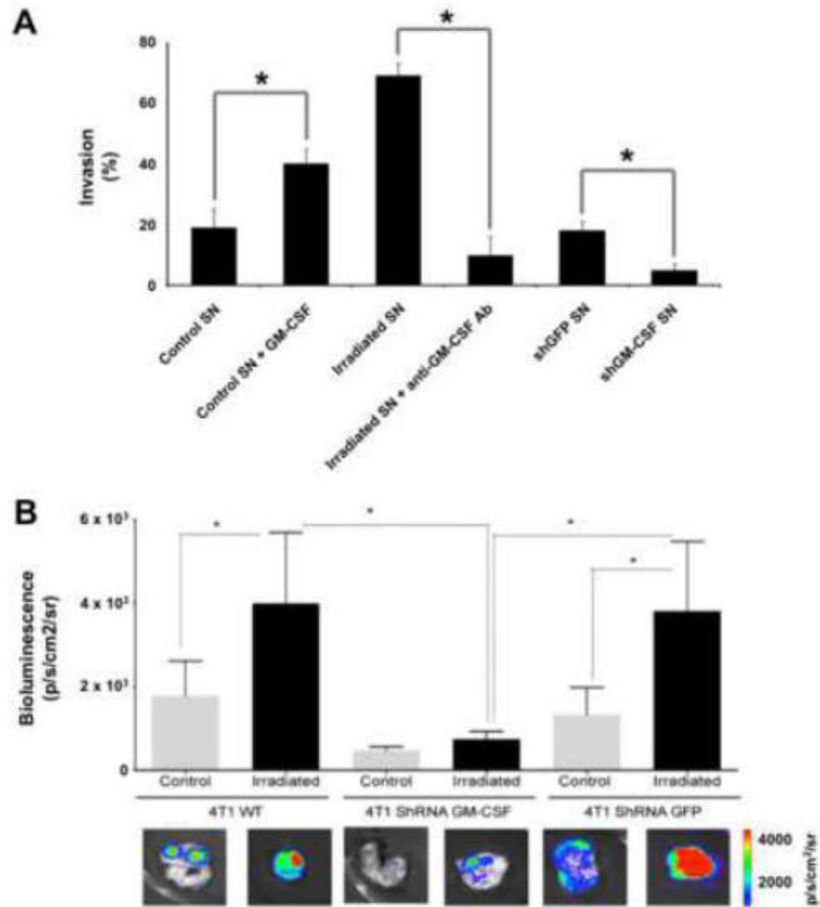 A
80
60
40
20
0
Invasion
(%)
*
*
*
Control SN
Control SN + GM-CSF
Irradiated SN
Irradiated SN + anti-GM-CSF Ab
shGFP SN
shGM-CSF SN
B
6 x 10³
4 x 10³
2 x 10³
0
Bioluminescence
(p/s/cm2/sr)
*
*
*
*
Control
Irradiated
Control
Irradiated
Control
Irradiated
4T1 WT
4T1 ShRNA GM-CSF
4T1 ShRNA GFP
4000
2000
p/s/cm²/sr